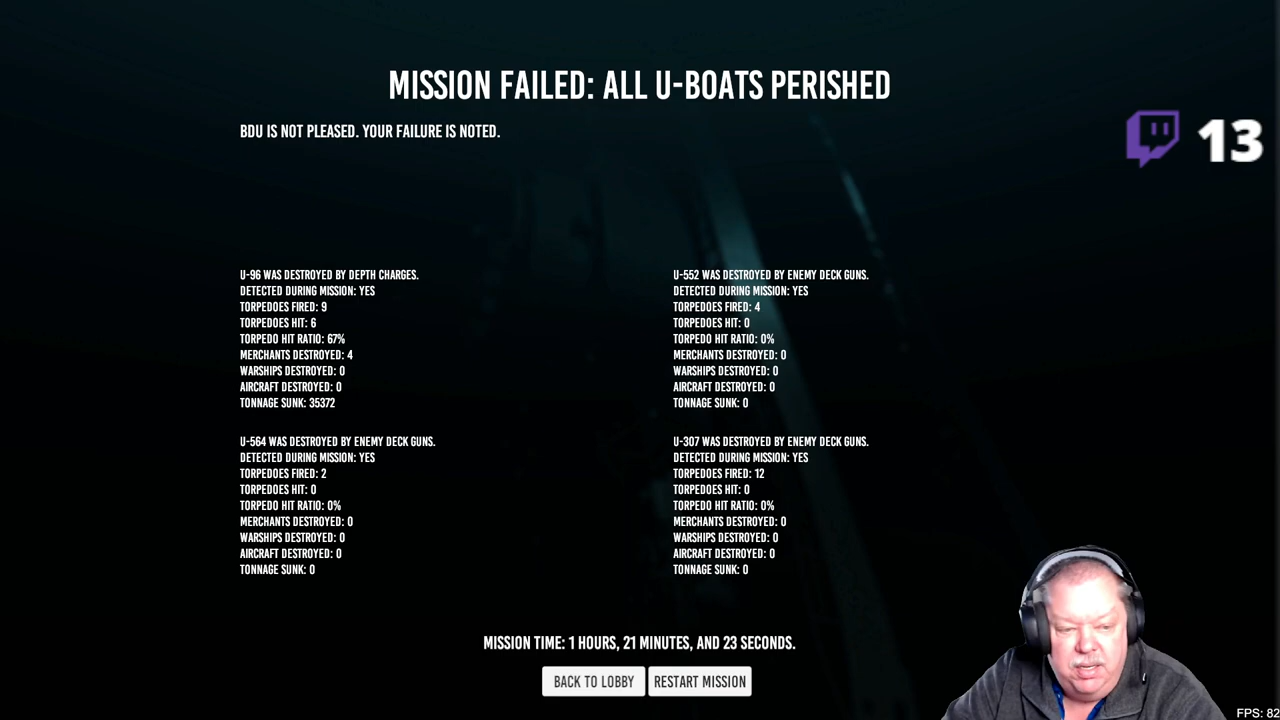 MISSION FAILED: ALL U-BOATS PERISHED
BDU IS NOT PLEASED. YOUR FAILURE IS NOTED.
13
U-96 WAS DESTROYED BY DEPTH CHARGES.
DETECTED DURING MISSION: YES
TORPEDOES FIRED: 9
TORPEDOES HIT: 6
TORPEDO HIT RATIO: 67%
MERCHANTS DESTROYED: 4
WARSHIPS DESTROYED: 0
AIRCRAFT DESTROYED: 0
TONNAGE SUNK: 35372
U-552 WAS DESTROYED BY ENEMY DECK GUNS.
DETECTED DURING MISSION: YES
TORPEDOES FIRED: 4
TORPEDOES HIT: 0
TORPEDO HIT RATIO: 0%
MERCHANTS DESTROYED: 0
WARSHIPS DESTROYED: 0
AIRCRAFT DESTROYED: 0
TONNAGE SUNK: 0
U-564 WAS DESTROYED BY ENEMY DECK GUNS.
DETECTED DURING MISSION: YES
TORPEDOES FIRED: 2
TORPEDOES HIT: 0
TORPEDO HIT RATIO: 0%
MERCHANTS DESTROYED: 0
WARSHIPS DESTROYED: 0
AIRCRAFT DESTROYED: 0
TONNAGE SUNK: 0
U-307 WAS DESTROYED BY ENEMY DECK GUNS.
DETECTED DURING MISSION: YES
TORPEDOES FIRED: 12
TORPEDOES HIT: 0
TORPEDO HIT RATIO: 0%
MERCHANTS DESTROYED: 0
WARSHIPS DESTROYED: 0
AIRCRAFT DESTROYED: 0
TONNAGE SUNK: 0
MISSION TIME: 1 HOURS, 21 MINUTES, AND 23 SECONDS.
BACK TO LOBBY
RESTART MISSION
FPS: 82